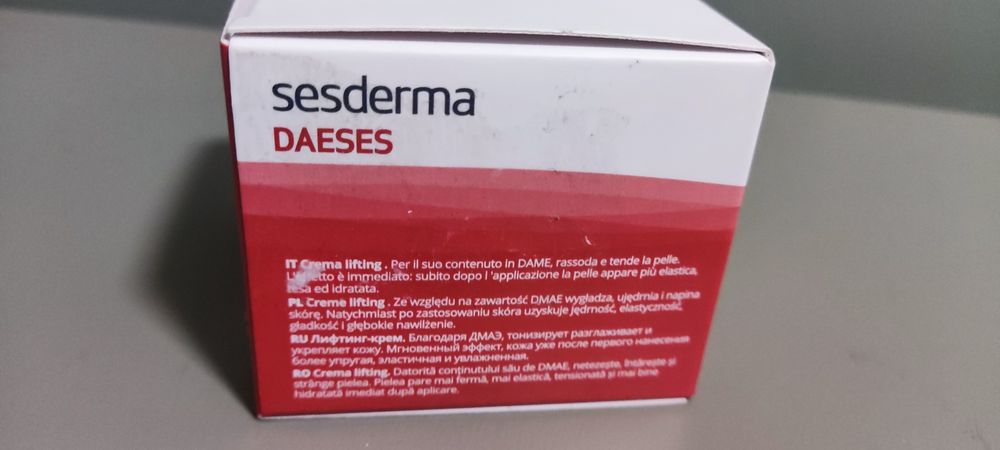 sesderma
DAESES
IT Crema lifting . Per il suo contenuto in DAME, rassoda e tende la pelle.
L'effetto è immediato: subito dopo l 'applicazione la pelle appare più elastica,
tesa ed idratata.
PL Creme lifting . Ze względu na zawartość DMAE wygładza, ujędrnia i napina
skórę. Natychmiast po zastosowaniu skóra uzyskuje jędrność, elastyczność,
gładkość i głębokie nawilżenie.
RU Лифтинг-крем. Благодаря ДМАЭ, тонизирует разглаживает и
укрепляет кожу. Мгновенный эффект, кожа уже после первого нанесения
более упругая, эластичная и увлажненная.
RO Crema lifting. Datorită conținutului său de DMAE, netezește, întărește și
strânge pielea. Pielea pare mai fermă, mai elastică, tensionată și mai bine
hidratată imediat după aplicare.